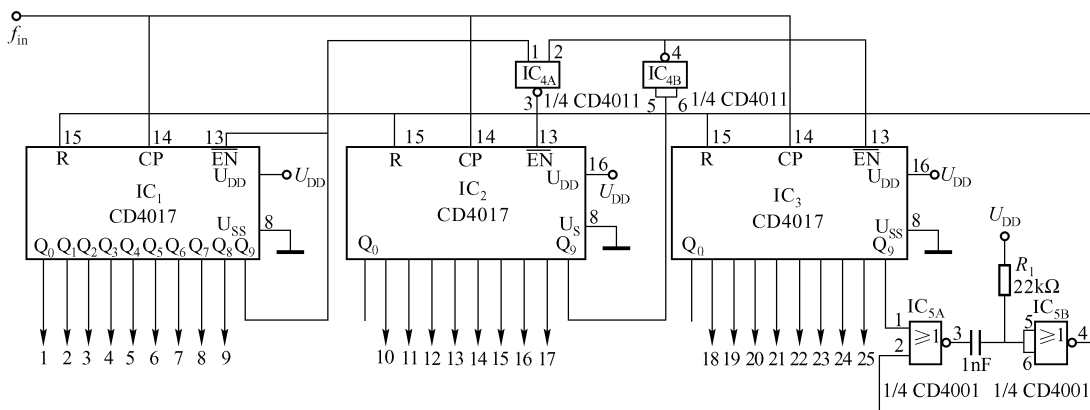 f_in
1 2 4
IC4A IC4B
3 1/4 CD4011 5 6 1/4 CD4011
15 14 13 15 14 13 15 14 13
R CP E̅N̅ R CP E̅N̅ R CP E̅N̅
U_DD U_DD U_DD 16 U_DD U_DD 16 U_DD
IC1 IC2 IC3
CD4017 CD4017 CD4017
U_SS 8 U_S 8 U_SS 8
Q0 Q1 Q2 Q3 Q4 Q5 Q6 Q7 Q8 Q9 Q0 Q9 Q0 Q9
U_DD
R1
22kΩ
IC5A IC5B
1 2 ≥1 3 1nF 5 6 ≥1 4
1 2 3 4 5 6 7 8 9 10 11 12 13 14 15 16 17 18 19 20 21 22 23 24 25
1/4 CD4001 1/4 CD4001